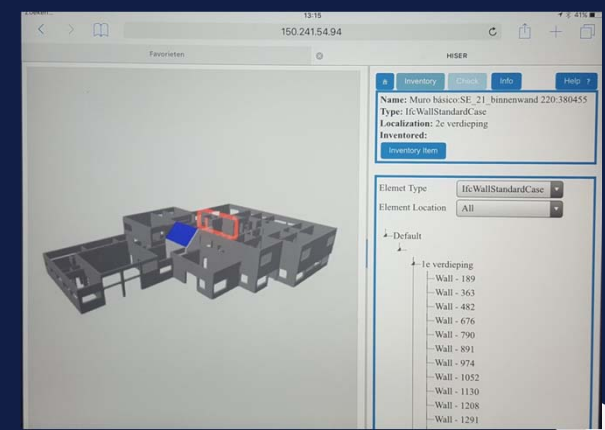 Zoeken...
13:15
41%
150.241.54.94
Favorieten
HISER
Inventory
Check
Info
Help ?
Name: Muro básico:SE_21_binnenwand 220:380455
Type: IfcWallStandardCase
Localization: 2e verdieping
Inventored:
Inventory Item
Elemet Type
IfcWallStandardCase
Element Location
All
Default
1e verdieping
Wall - 189
Wall - 363
Wall - 482
Wall - 676
Wall - 790
Wall - 891
Wall - 974
Wall - 1052
Wall - 1130
Wall - 1208
Wall - 1291